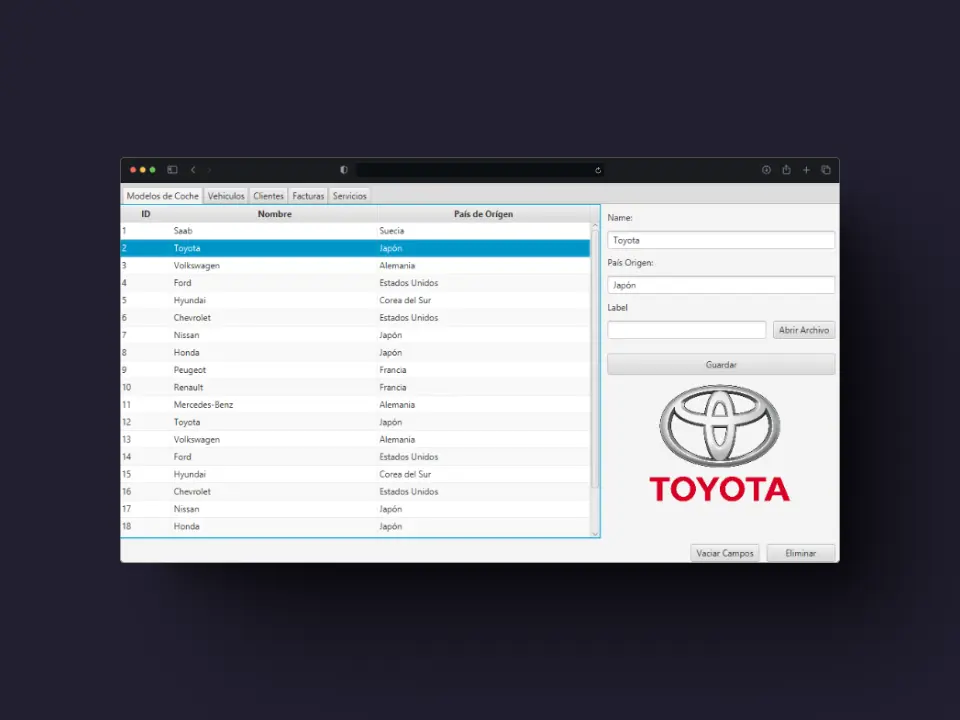 Modelos de Coche Vehículos Clientes Facturas Servicios
ID Nombre País de Orígen
1 Saab Suecia
2 Toyota Japón
3 Volkswagen Alemania
4 Ford Estados Unidos
5 Hyundai Corea del Sur
6 Chevrolet Estados Unidos
7 Nissan Japón
8 Honda Japón
9 Peugeot Francia
10 Renault Francia
11 Mercedes-Benz Alemania
12 Toyota Japón
13 Volkswagen Alemania
14 Ford Estados Unidos
15 Hyundai Corea del Sur
16 Chevrolet Estados Unidos
17 Nissan Japón
18 Honda Japón
Name:
Toyota
País Origen:
Japón
Label
Abrir Archivo
Guardar
TOYOTA
Vaciar Campos Eliminar